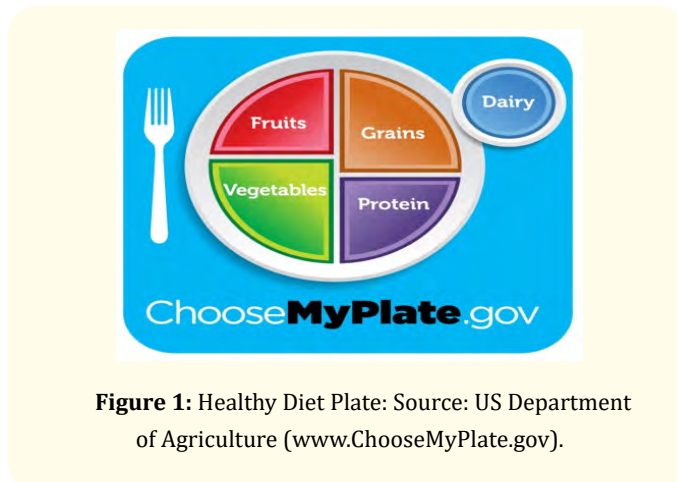 Fruits
Grains
Dairy
Vegetables
Protein
ChooseMyPlate.gov
Figure 1: Healthy Diet Plate: Source: US Department
of Agriculture (www.ChooseMyPlate.gov).